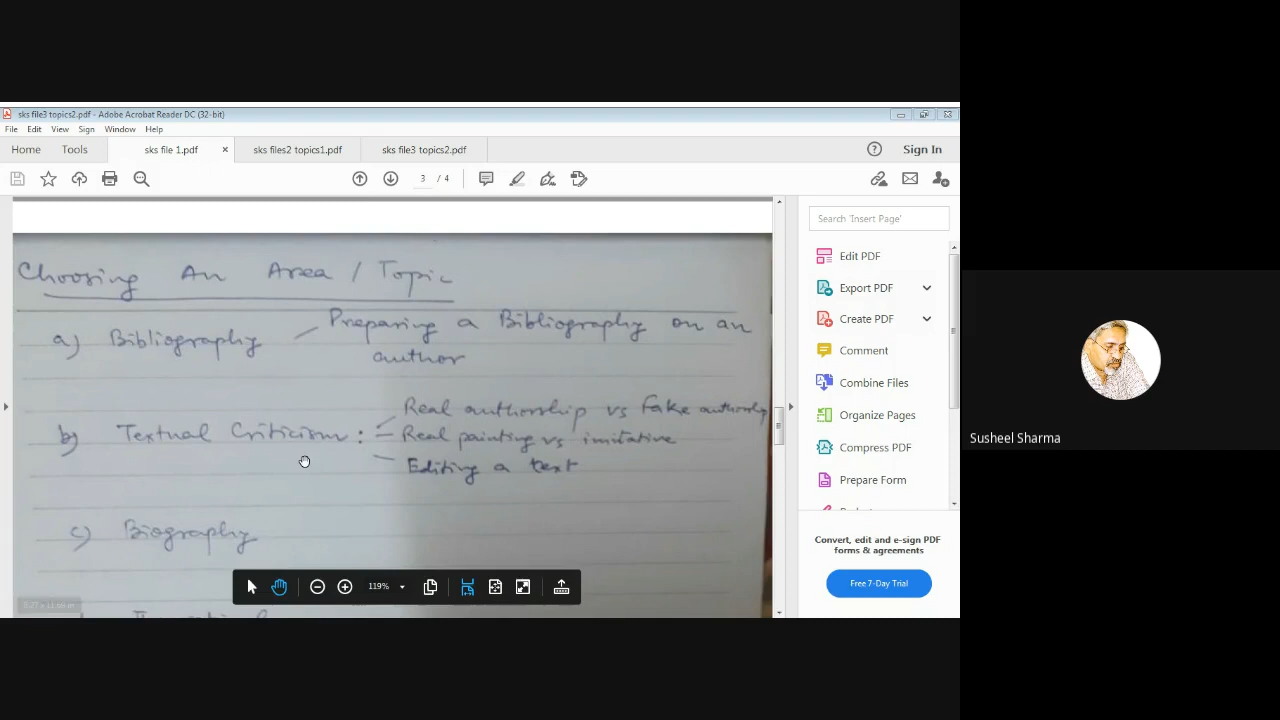 sks file3 topics2.pdf - Adobe Acrobat Reader DC (32-bit)
File Edit View Sign Window Help
Home Tools sks file 1.pdf × sks files2 topics1.pdf sks file3 topics2.pdf Sign In
3 / 4
Search 'Insert Page'
Choosing An Area / Topic
a) Bibliography - Preparing a Bibliography on an
author
b) Textual Criticism : - Real authorship vs fake authorship
- Real painting vs imitative
- Editing a text
c) Biography
Edit PDF
Export PDF
Create PDF
Comment
Combine Files
Organize Pages
Compress PDF
Prepare Form
Convert, edit and e-sign PDF
forms & agreements
Free 7-Day Trial
119%
Susheel Sharma